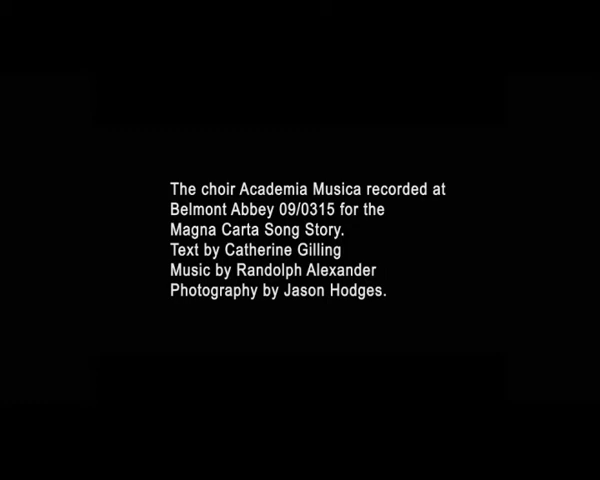 The choir Academia Musica recorded at
Belmont Abbey 09/0315 for the
Magna Carta Song Story.
Text by Catherine Gilling
Music by Randolph Alexander
Photography by Jason Hodges.